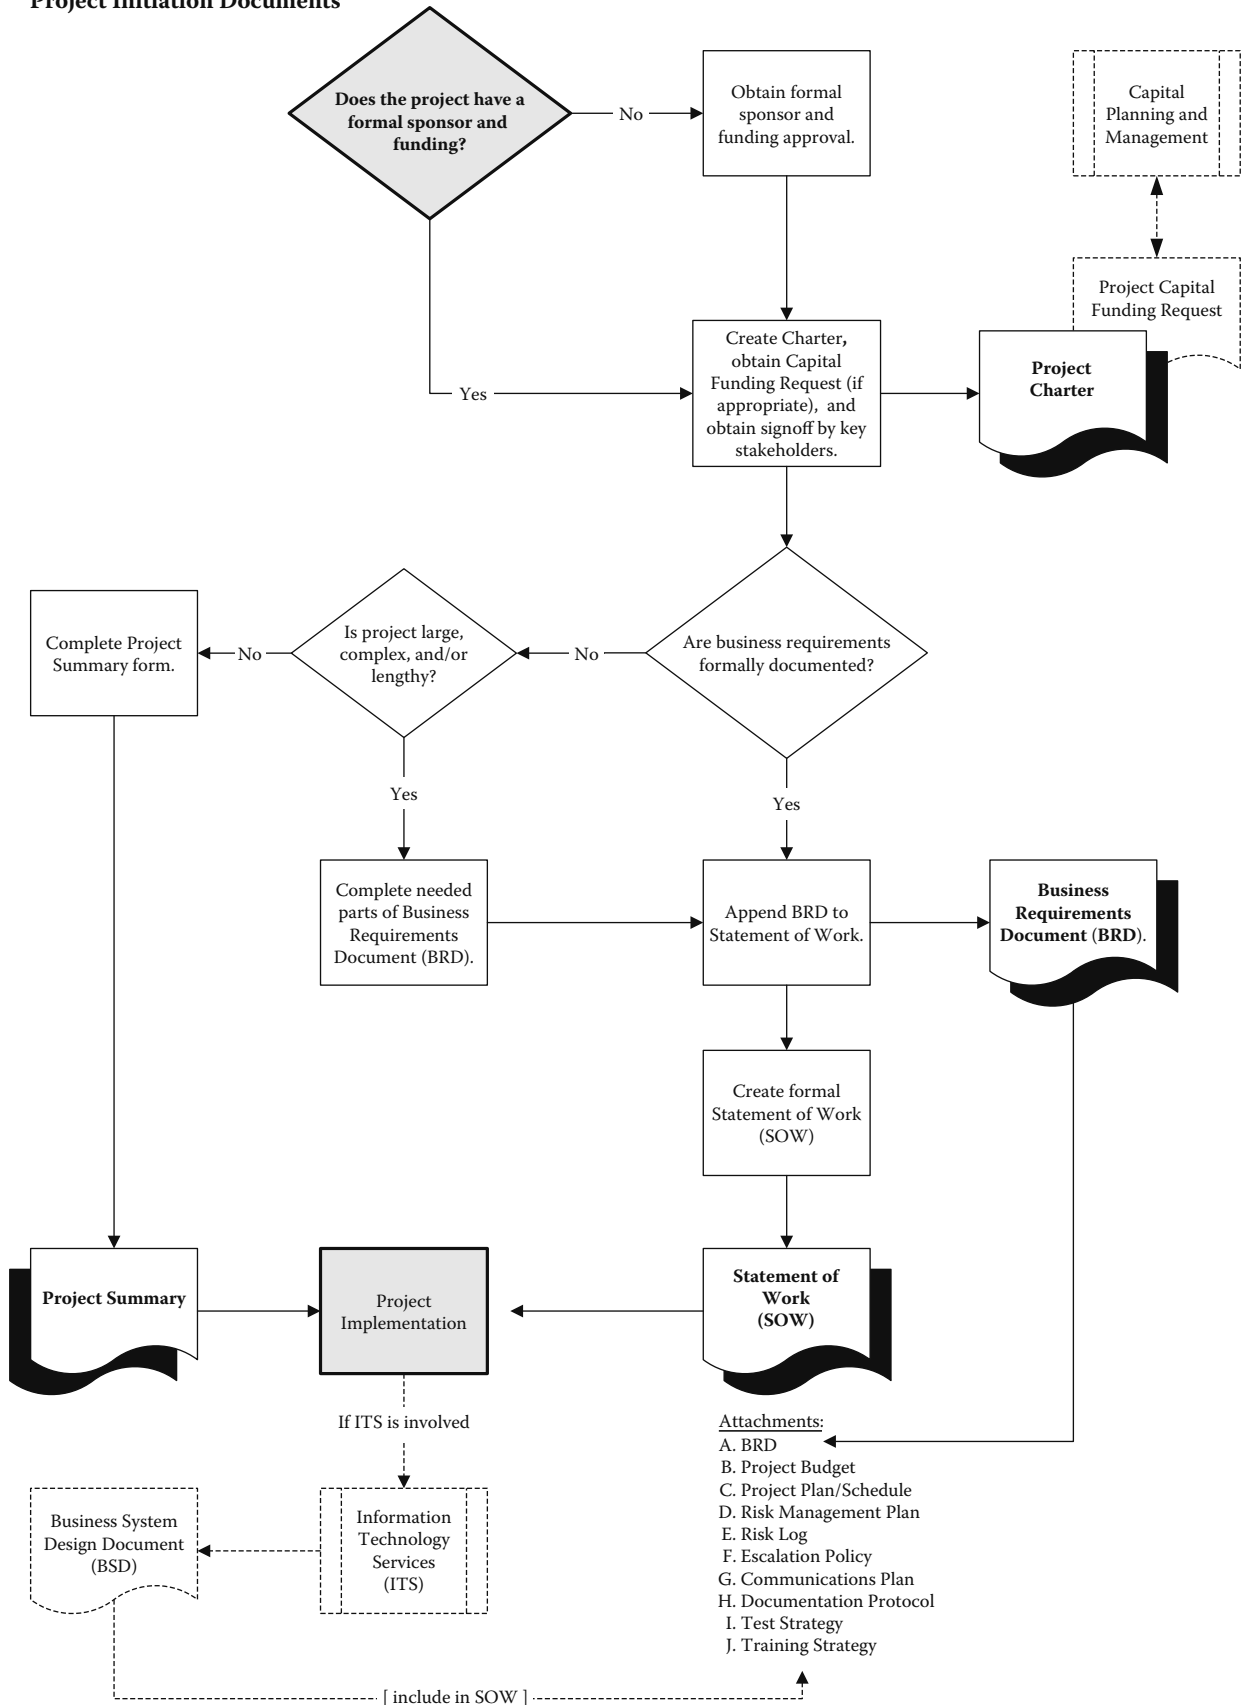 Project Initiation Documents
Does the project have a
formal sponsor and
funding?
No
Obtain formal
sponsor and
funding approval.
Capital
Planning and
Management
Project Capital
Funding Request
Yes
Create Charter,
obtain Capital
Funding Request (if
appropriate), and
obtain signoff by key
stakeholders.
Project
Charter
Complete Project
Summary form.
No
Is project large,
complex, and/or
lengthy?
No
Are business requirements
formally documented?
Yes
Yes
Complete needed
parts of Business
Requirements
Document (BRD).
Append BRD to
Statement of Work.
Business
Requirements
Document (BRD).
Create formal
Statement of Work
(SOW)
Project Summary
Project
Implementation
Statement of
Work
(SOW)
If ITS is involved
Attachments:
A. BRD
B. Project Budget
C. Project Plan/Schedule
D. Risk Management Plan
E. Risk Log
F. Escalation Policy
G. Communications Plan
H. Documentation Protocol
I. Test Strategy
J. Training Strategy
Business System
Design Document
(BSD)
Information
Technology
Services
(ITS)
[ include in SOW ]